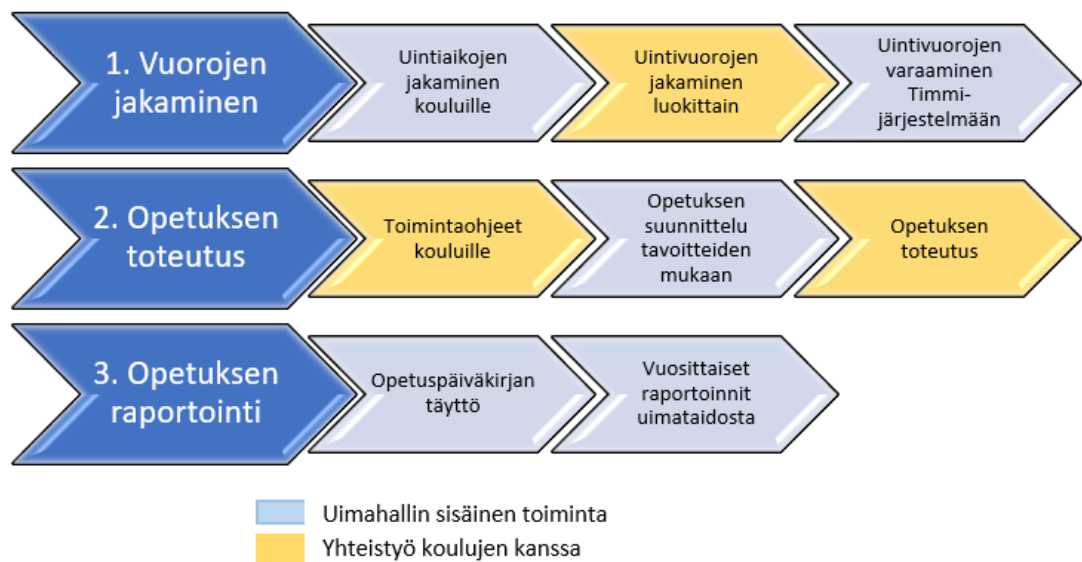 1. Vuorojen
jakaminen
Uintiaikojen
jakaminen
kouluille
Uintivuorojen
jakaminen
luokittain
Uintivuorojen
varaaminen
Timmi-
järjestelmään
2. Opetuksen
toteutus
Toimintaohjeet
kouluille
Opetuksen
suunnittelu
tavoitteiden
mukaan
Opetuksen
toteutus
3. Opetuksen
raportointi
Opetuspäiväkirjan
täyttö
Vuosittaiset
raportoinnit
uimataidosta
Uimahallin sisäinen toiminta
Yhteistyö koulujen kanssa